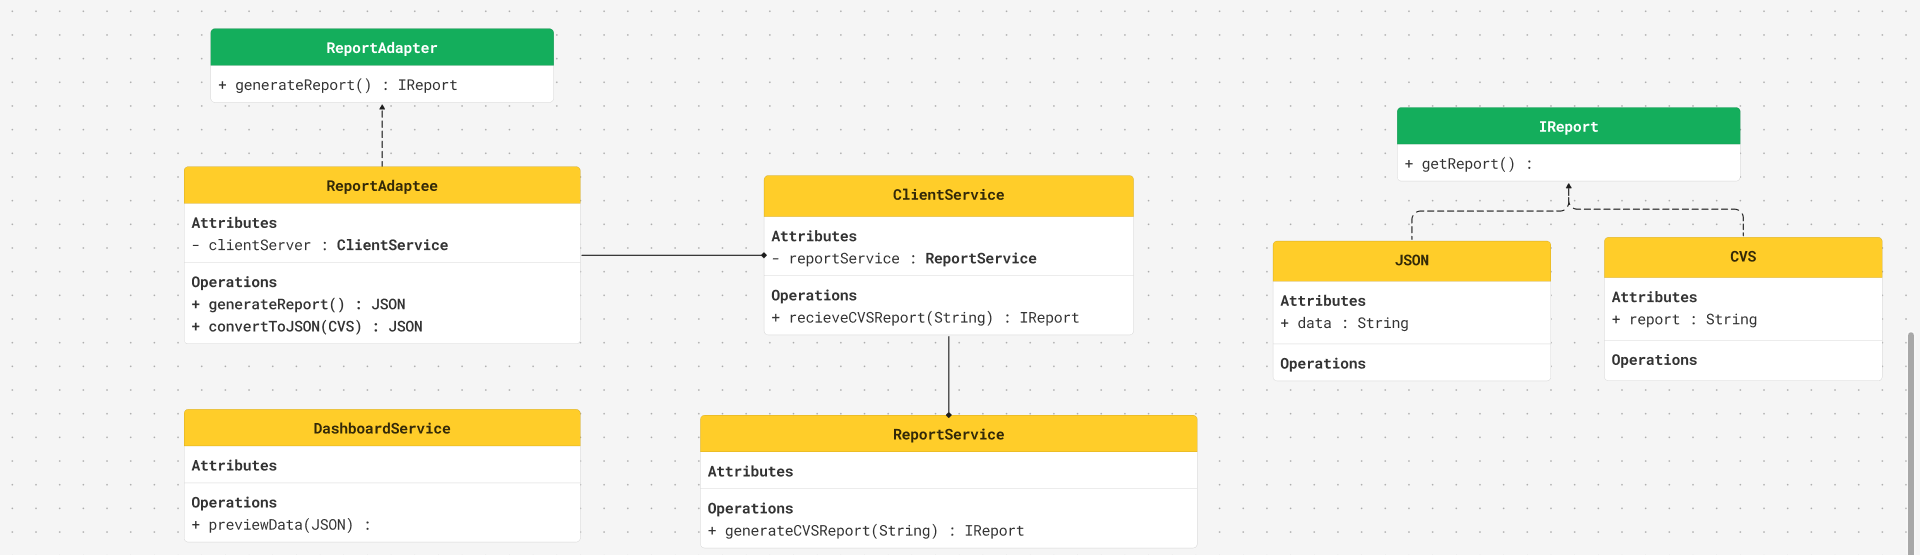 ReportAdapter
+ generateReport() : IReport
ReportAdaptee
Attributes
- clientServer : ClientService
Operations
+ generateReport() : JSON
+ convertToJSON(CVS) : JSON
DashboardService
Attributes
Operations
+ previewData(JSON) :
ClientService
Attributes
- reportService : ReportService
Operations
+ recieveCVSReport(String) : IReport
ReportService
Attributes
Operations
+ generateCVSReport(String) : IReport
IReport
+ getReport() :
JSON
Attributes
+ data : String
Operations
CVS
Attributes
+ report : String
Operations